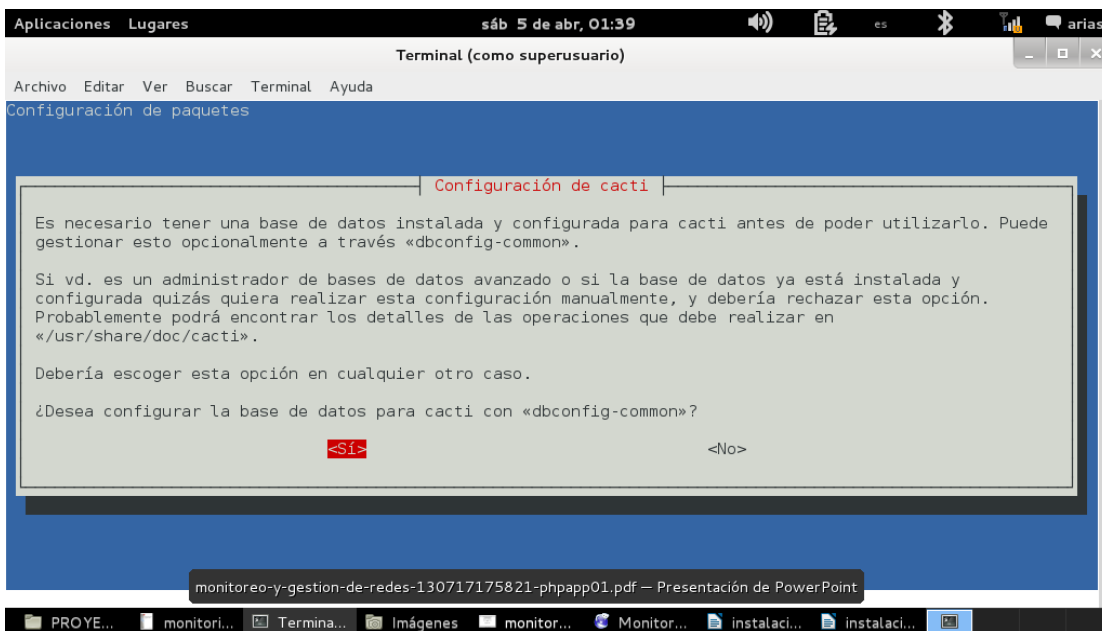 Aplicaciones Lugares sáb 5 de abr, 01:39 es arias
Terminal (como superusuario)
Archivo Editar Ver Buscar Terminal Ayuda
Configuración de paquetes
Configuración de cacti
Es necesario tener una base de datos instalada y configurada para cacti antes de poder utilizarlo. Puede
gestionar esto opcionalmente a través «dbconfig-common».
Si vd. es un administrador de bases de datos avanzado o si la base de datos ya está instalada y
configurada quizás quiera realizar esta configuración manualmente, y debería rechazar esta opción.
Probablemente podrá encontrar los detalles de las operaciones que debe realizar en
«/usr/share/doc/cacti».
Debería escoger esta opción en cualquier otro caso.
¿Desea configurar la base de datos para cacti con «dbconfig-common»?
<Sí> <No>
monitoreo-y-gestion-de-redes-130717175821-phpapp01.pdf — Presentación de PowerPoint
PROYE... monitori... Termina... Imágenes monitor... Monitor... instalaci... instalaci...